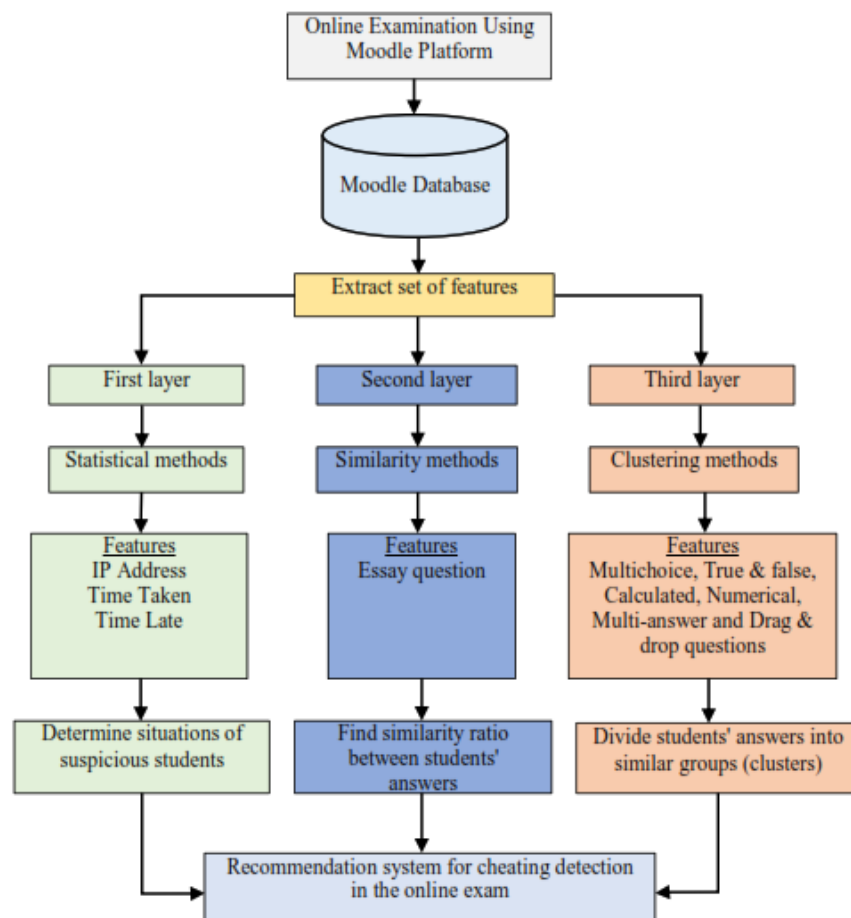 Online Examination Using
Moodle Platform
Moodle Database
Extract set of features
First layer
Second layer
Third layer
Statistical methods
Similarity methods
Clustering methods
Features
IP Address
Time Taken
Time Late
Features
Essay question
Features
Multichoice, True & false,
Calculated, Numerical,
Multi-answer and Drag &
drop questions
Determine situations of
suspicious students
Find similarity ratio
between students'
answers
Divide students' answers into
similar groups (clusters)
Recommendation system for cheating detection
in the online exam